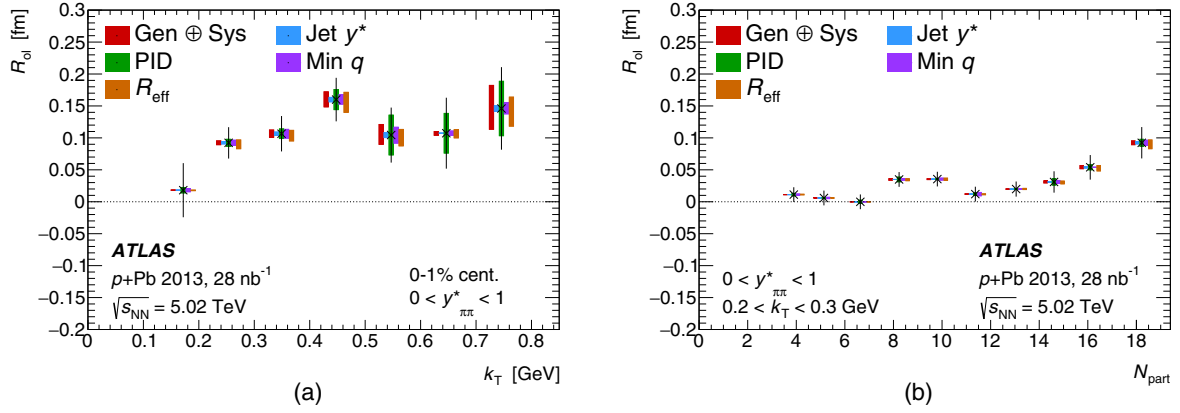 R_ol [fm]
0.3
0.25
0.2
0.15
0.1
0.05
0
−0.05
−0.1
−0.15
−0.2
Gen ⊕ Sys
Jet y*
PID
Min q
R_eff
ATLAS
p+Pb 2013, 28 nb⁻¹
√s_NN = 5.02 TeV
0-1% cent.
0 < y*_ππ < 1
0 0.1 0.2 0.3 0.4 0.5 0.6 0.7 0.8
k_T [GeV]
(a)
R_ol [fm]
0.3
0.25
0.2
0.15
0.1
0.05
0
−0.05
−0.1
−0.15
−0.2
Gen ⊕ Sys
Jet y*
PID
Min q
R_eff
0 < y*_ππ < 1
0.2 < k_T < 0.3 GeV
ATLAS
p+Pb 2013, 28 nb⁻¹
√s_NN = 5.02 TeV
0 2 4 6 8 10 12 14 16 18
N_part
(b)